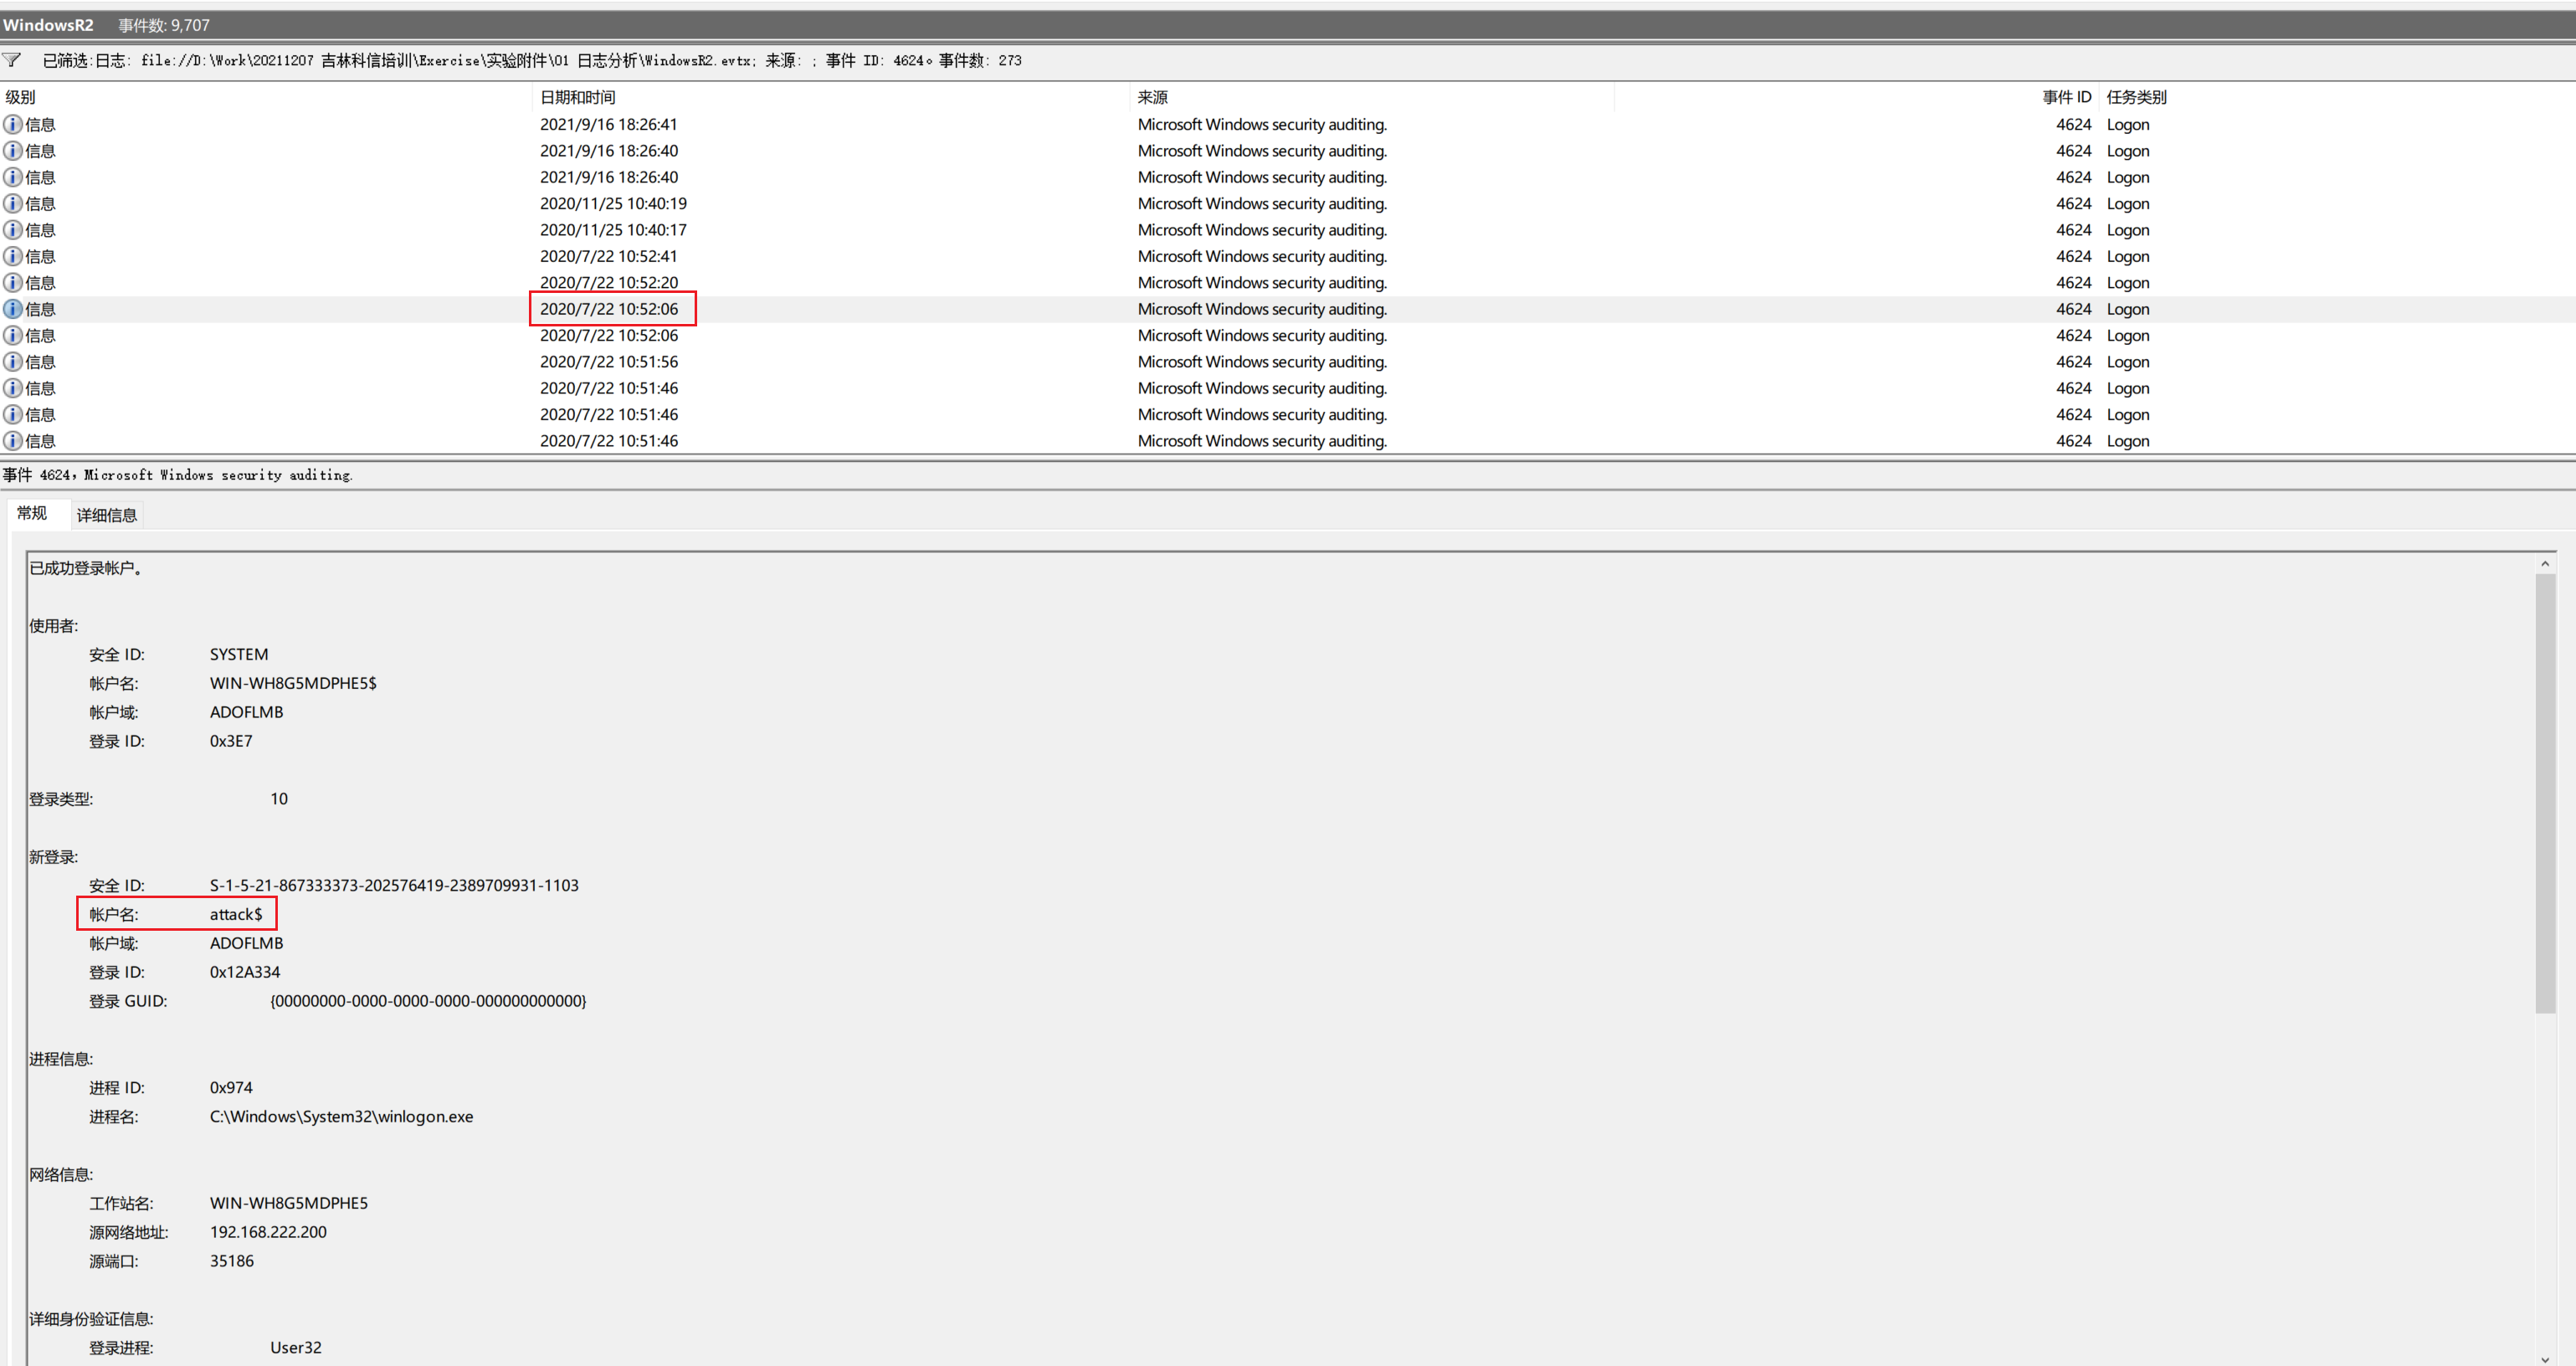 WindowsR2 事件数: 9,707
已筛选:日志: file://D:\Work\20211207 吉林科信培训\Exercise\实验附件\01 日志分析\WindowsR2.evtx; 来源: ; 事件 ID: 4624。事件数: 273
级别 日期和时间 来源 事件 ID 任务类别
信息 2021/9/16 18:26:41 Microsoft Windows security auditing. 4624 Logon
信息 2021/9/16 18:26:40 Microsoft Windows security auditing. 4624 Logon
信息 2021/9/16 18:26:40 Microsoft Windows security auditing. 4624 Logon
信息 2020/11/25 10:40:19 Microsoft Windows security auditing. 4624 Logon
信息 2020/11/25 10:40:17 Microsoft Windows security auditing. 4624 Logon
信息 2020/7/22 10:52:41 Microsoft Windows security auditing. 4624 Logon
信息 2020/7/22 10:52:20 Microsoft Windows security auditing. 4624 Logon
信息 2020/7/22 10:52:06 Microsoft Windows security auditing. 4624 Logon
信息 2020/7/22 10:52:06 Microsoft Windows security auditing. 4624 Logon
信息 2020/7/22 10:51:56 Microsoft Windows security auditing. 4624 Logon
信息 2020/7/22 10:51:46 Microsoft Windows security auditing. 4624 Logon
信息 2020/7/22 10:51:46 Microsoft Windows security auditing. 4624 Logon
信息 2020/7/22 10:51:46 Microsoft Windows security auditing. 4624 Logon
事件 4624，Microsoft Windows security auditing.
常规 详细信息
已成功登录帐户。
使用者:
安全 ID: SYSTEM
帐户名: WIN-WH8G5MDPHE5$
帐户域: ADOFLMB
登录 ID: 0x3E7
登录类型: 10
新登录:
安全 ID: S-1-5-21-867333373-202576419-2389709931-1103
帐户名: attack$
帐户域: ADOFLMB
登录 ID: 0x12A334
登录 GUID: {00000000-0000-0000-0000-000000000000}
进程信息:
进程 ID: 0x974
进程名: C:\Windows\System32\winlogon.exe
网络信息:
工作站名: WIN-WH8G5MDPHE5
源网络地址: 192.168.222.200
源端口: 35186
详细身份验证信息:
登录进程: User32